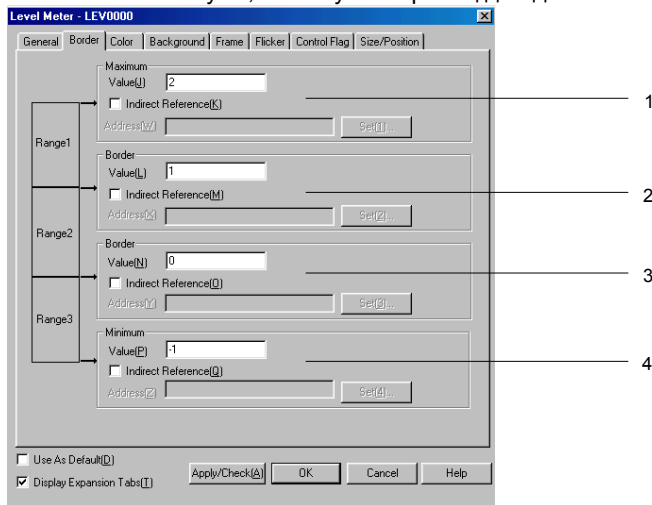 Level Meter - LEV0000
General Border Color Background Frame Flicker Control Flag Size/Position
Maximum
Value(J) 2
Indirect Reference(K)
Address(W) Set(1)...
1
Range1
Border
Value(L) 1
Indirect Reference(M)
Address(X) Set(2)...
2
Range2
Border
Value(N) 0
Indirect Reference(O)
Address(Y) Set(3)...
3
Range3
Minimum
Value(P) -1
Indirect Reference(Q)
Address(Z) Set(4)...
4
Use As Default(D)
Display Expansion Tabs(T)
Apply/Check(A) OK Cancel Help